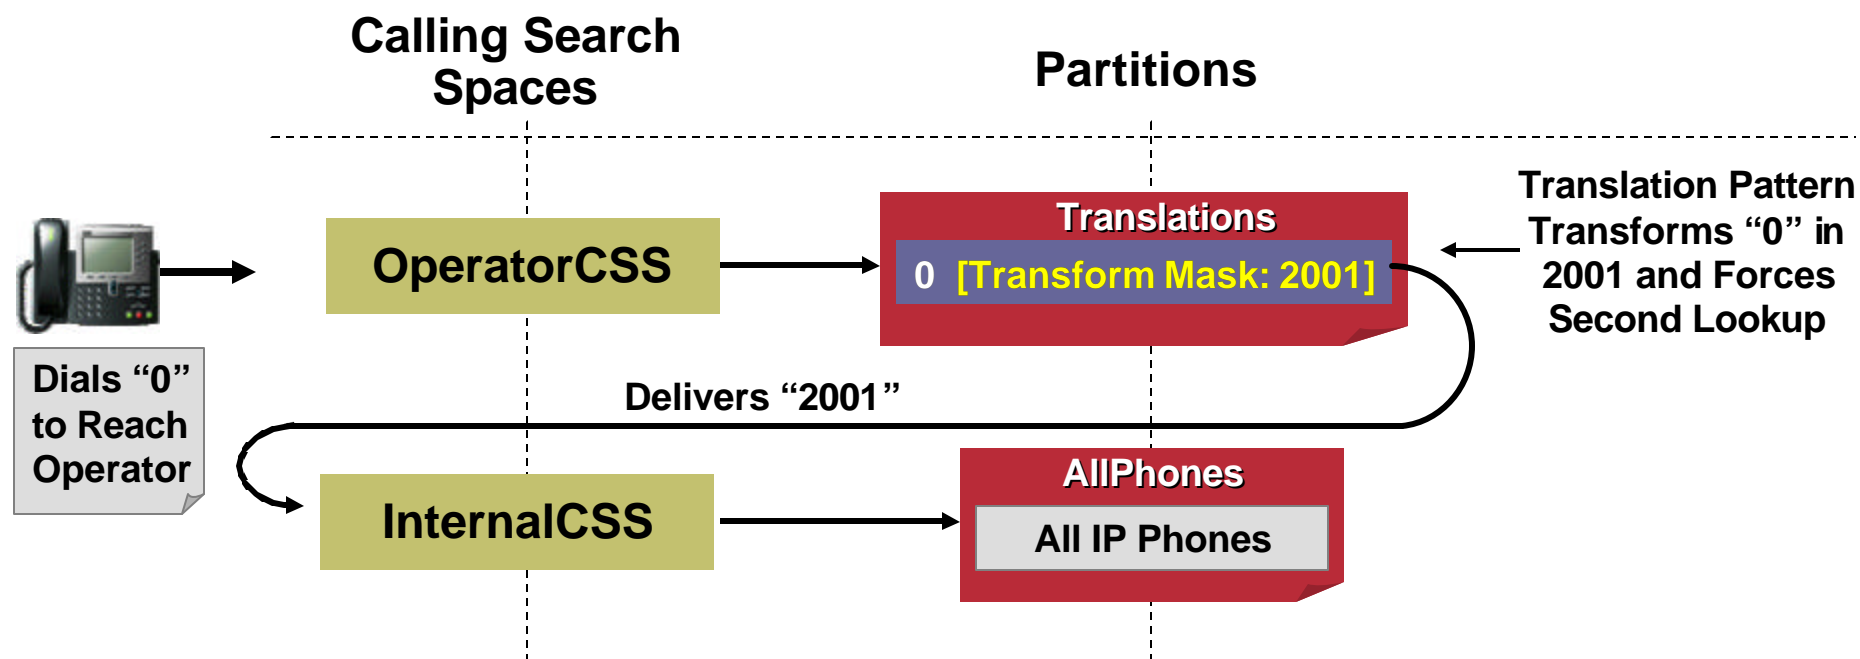 Calling Search
Spaces
Partitions
Translation Pattern
Transforms “0” in
2001 and Forces
Second Lookup
Translations
0 [Transform Mask: 2001]
OperatorCSS
Dials “0”
to Reach
Operator
Delivers “2001”
InternalCSS
AllPhones
All IP Phones